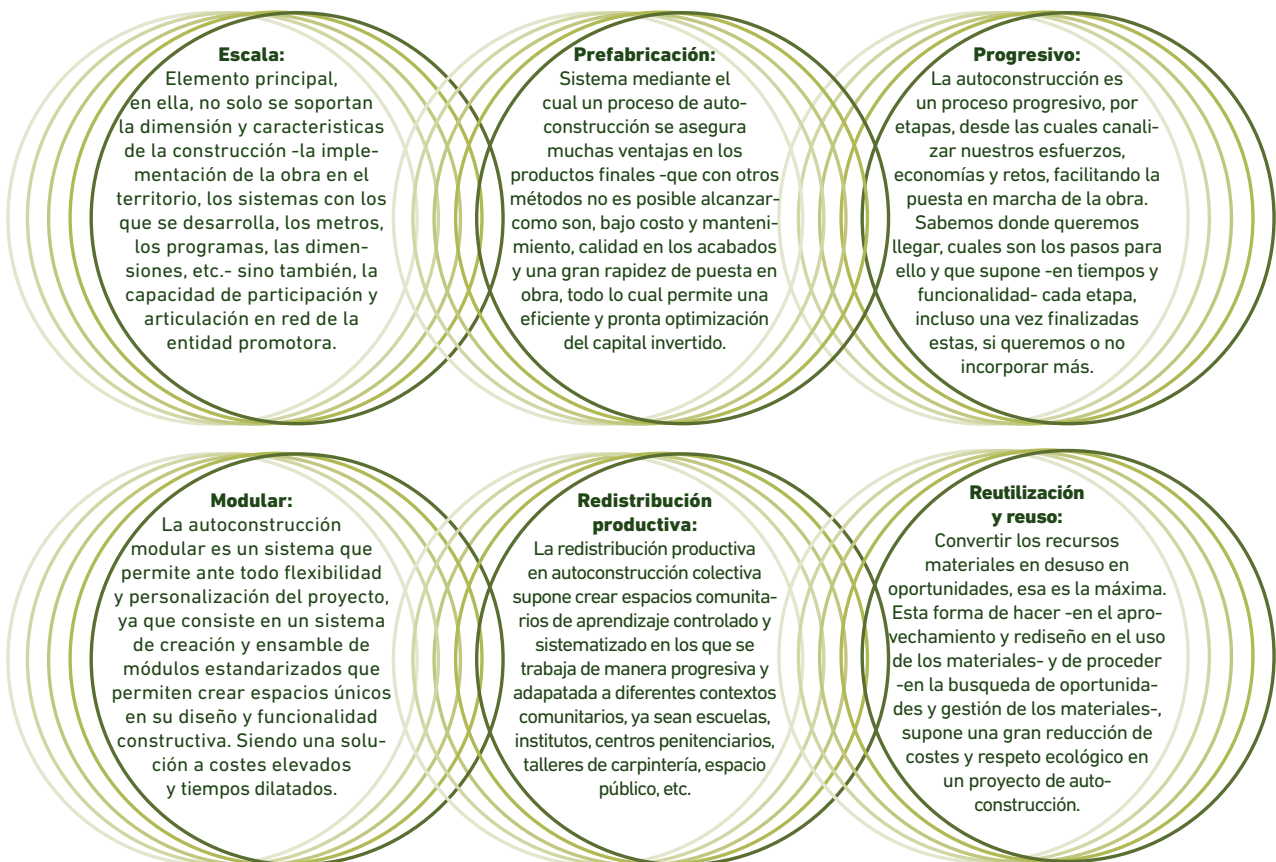 Escala:
Elemento principal,
en ella, no solo se soportan
la dimensión y caracteristicas
de la construcción -la imple-
mentación de la obra en el
territorio, los sistemas con los
que se desarrolla, los metros,
los programas, las dimen-
siones, etc.- sino también, la
capacidad de participación y
articulación en red de la
entidad promotora.
Prefabricación:
Sistema mediante el
cual un proceso de auto-
construcción se asegura
muchas ventajas en los
productos finales -que con otros
métodos no es posible alcanzar-
como son, bajo costo y manteni-
miento, calidad en los acabados
y una gran rapidez de puesta en
obra, todo lo cual permite una
eficiente y pronta optimización
del capital invertido.
Progresivo:
La autoconstrucción es
un proceso progresivo, por
etapas, desde las cuales canali-
zar nuestros esfuerzos,
economías y retos, facilitando la
puesta en marcha de la obra.
Sabemos donde queremos
llegar, cuales son los pasos para
ello y que supone -en tiempos y
funcionalidad- cada etapa,
incluso una vez finalizadas
estas, si queremos o no
incorporar más.
Modular:
La autoconstrucción
modular es un sistema que
permite ante todo flexibilidad
y personalización del proyecto,
ya que consiste en un sistema
de creación y ensamble de
módulos estandarizados que
permiten crear espacios únicos
en su diseño y funcionalidad
constructiva. Siendo una solu-
ción a costes elevados
y tiempos dilatados.
Redistribución
productiva:
La redistribución productiva
en autoconstrucción colectiva
supone crear espacios comunita-
rios de aprendizaje controlado y
sistematizado en los que se
trabaja de manera progresiva y
adapatada a diferentes contextos
comunitarios, ya sean escuelas,
institutos, centros penitenciarios,
talleres de carpintería, espacio
público, etc.
Reutilización
y reuso:
Convertir los recursos
materiales en desuso en
oportunidades, esa es la máxima.
Esta forma de hacer -en el apro-
vechamiento y rediseño en el uso
de los materiales- y de proceder
-en la busqueda de oportunida-
des y gestión de los materiales-,
supone una gran reducción de
costes y respeto ecológico en
un proyecto de auto-
construcción.